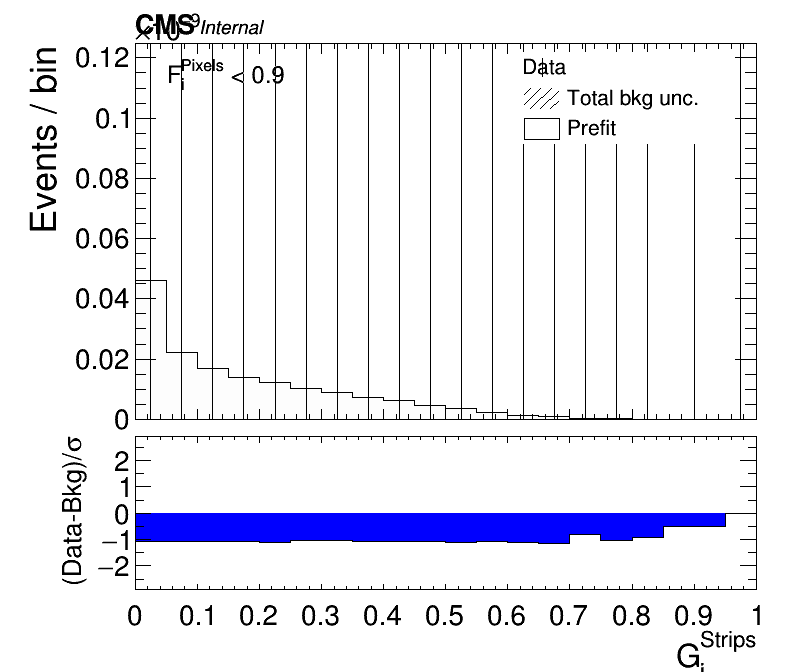 CMS Internal
×10⁹
Events / bin
F_i^Pixels < 0.9
Data
Total bkg unc.
Prefit
0.12
0.1
0.08
0.06
0.04
0.02
0
(Data-Bkg)/σ
2
1
0
−1
−2
0 0.1 0.2 0.3 0.4 0.5 0.6 0.7 0.8 0.9 1
G_i^Strips